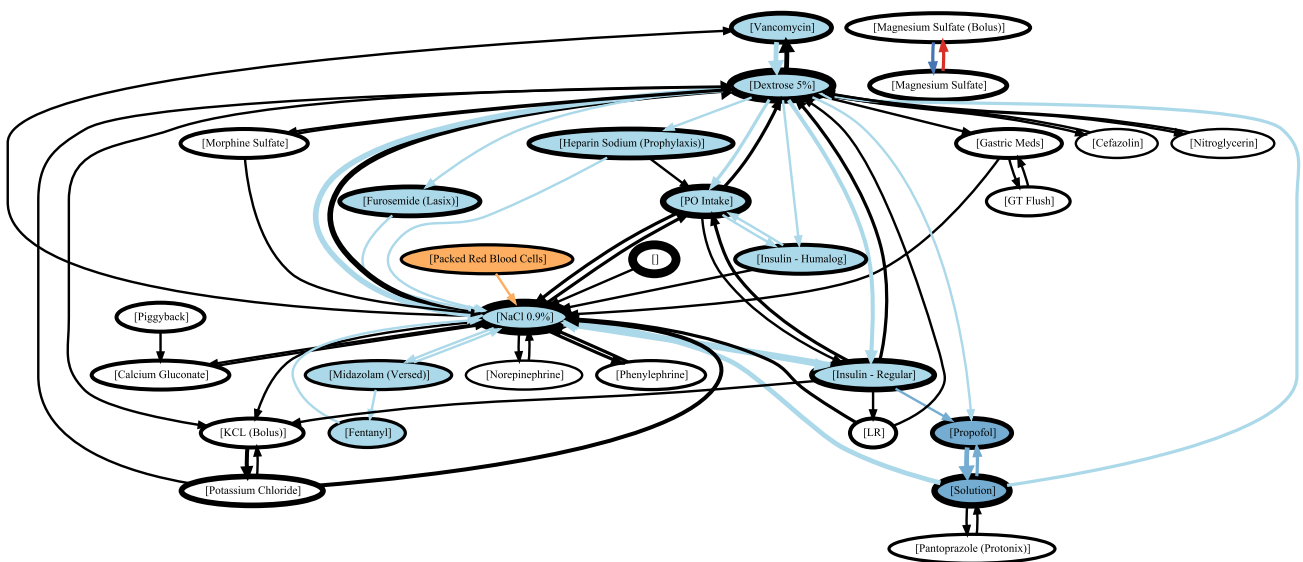 [Vancomycin]
[Magnesium Sulfate (Bolus)]
[Dextrose 5%]
[Magnesium Sulfate]
[Morphine Sulfate]
[Heparin Sodium (Prophylaxis)]
[Gastric Meds]
[Cefazolin]
[Nitroglycerin]
[Furosemide (Lasix)]
[PO Intake]
[GT Flush]
[Packed Red Blood Cells]
[]
[Insulin - Humalog]
[Piggyback]
[NaCl 0.9%]
[Calcium Gluconate]
[Midazolam (Versed)]
[Norepinephrine]
[Phenylephrine]
[Insulin - Regular]
[KCL (Bolus)]
[Fentanyl]
[LR]
[Propofol]
[Potassium Chloride]
[Solution]
[Pantoprazole (Protonix)]